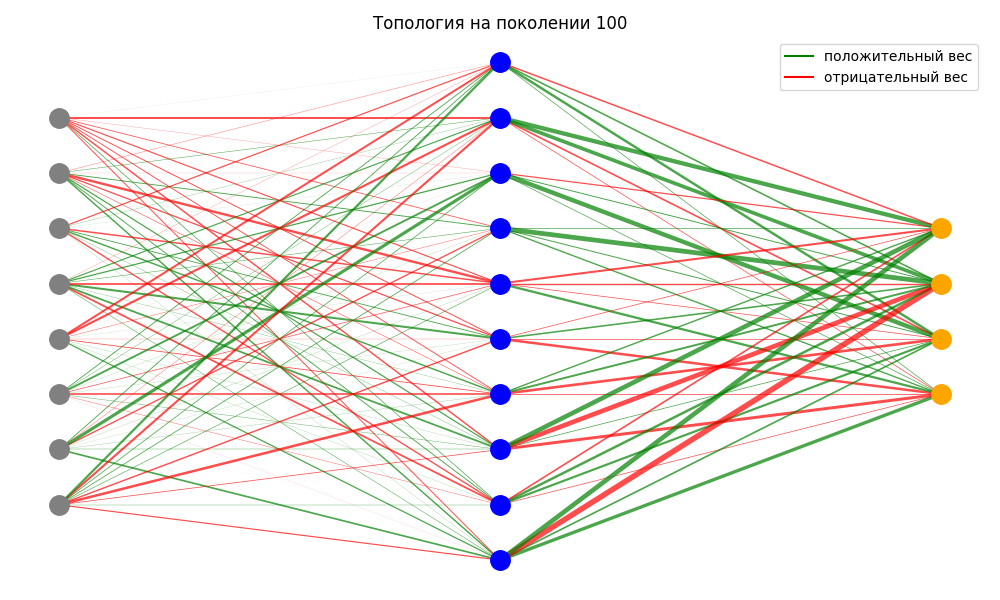 Топология на поколении 100
положительный вес
отрицательный вес